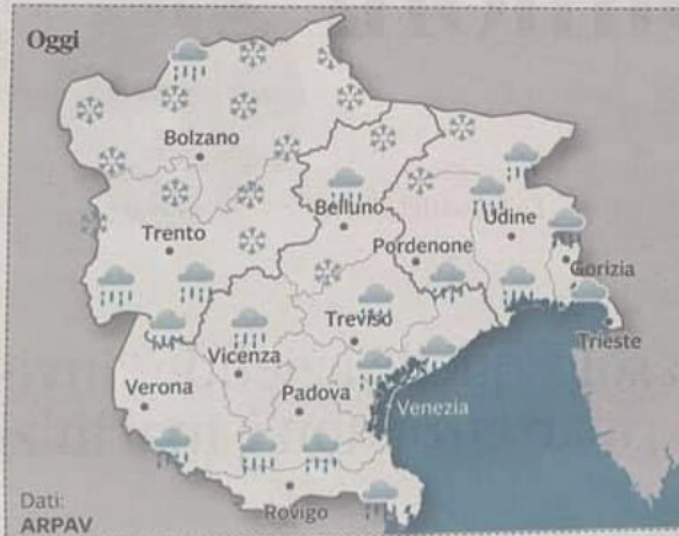 Oggi
Bolzano
Belluno
Trento
Pordenone
Udine
Gorizia
Treviso
Trieste
Vicenza
Verona
Padova
Venezia
Rovigo
Dati:
ARPAV